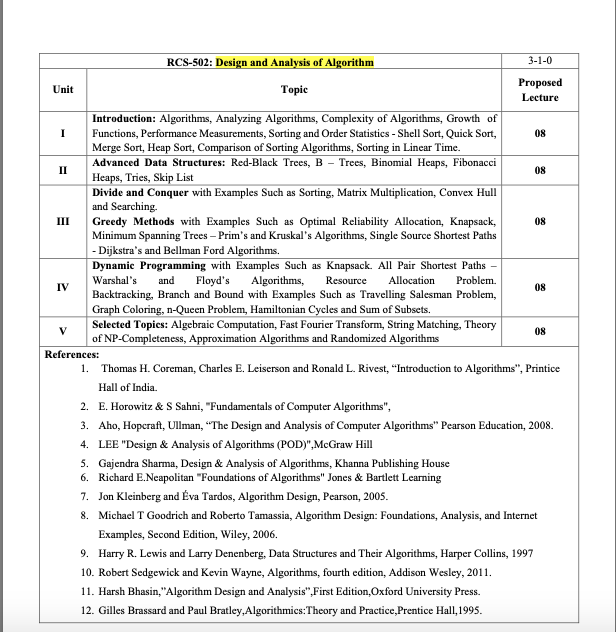 RCS-502: Design and Analysis of Algorithm 3-1-0
Unit Topic Proposed Lecture
I Introduction: Algorithms, Analyzing Algorithms, Complexity of Algorithms, Growth of
Functions, Performance Measurements, Sorting and Order Statistics - Shell Sort, Quick Sort,
Merge Sort, Heap Sort, Comparison of Sorting Algorithms, Sorting in Linear Time.
08
II Advanced Data Structures: Red-Black Trees, B – Trees, Binomial Heaps, Fibonacci
Heaps, Tries, Skip List
08
III Divide and Conquer with Examples Such as Sorting, Matrix Multiplication, Convex Hull
and Searching.
Greedy Methods with Examples Such as Optimal Reliability Allocation, Knapsack,
Minimum Spanning Trees – Prim's and Kruskal's Algorithms, Single Source Shortest Paths
- Dijkstra's and Bellman Ford Algorithms.
08
IV Dynamic Programming with Examples Such as Knapsack. All Pair Shortest Paths –
Warshal's and Floyd's Algorithms, Resource Allocation Problem.
Backtracking, Branch and Bound with Examples Such as Travelling Salesman Problem,
Graph Coloring, n-Queen Problem, Hamiltonian Cycles and Sum of Subsets.
08
V Selected Topics: Algebraic Computation, Fast Fourier Transform, String Matching, Theory
of NP-Completeness, Approximation Algorithms and Randomized Algorithms
08
References:
1. Thomas H. Coreman, Charles E. Leiserson and Ronald L. Rivest, “Introduction to Algorithms”, Printice
Hall of India.
2. E. Horowitz & S Sahni, "Fundamentals of Computer Algorithms",
3. Aho, Hopcraft, Ullman, “The Design and Analysis of Computer Algorithms” Pearson Education, 2008.
4. LEE "Design & Analysis of Algorithms (POD)",McGraw Hill
5. Gajendra Sharma, Design & Analysis of Algorithms, Khanna Publishing House
6. Richard E.Neapolitan "Foundations of Algorithms" Jones & Bartlett Learning
7. Jon Kleinberg and Éva Tardos, Algorithm Design, Pearson, 2005.
8. Michael T Goodrich and Roberto Tamassia, Algorithm Design: Foundations, Analysis, and Internet
Examples, Second Edition, Wiley, 2006.
9. Harry R. Lewis and Larry Denenberg, Data Structures and Their Algorithms, Harper Collins, 1997
10. Robert Sedgewick and Kevin Wayne, Algorithms, fourth edition, Addison Wesley, 2011.
11. Harsh Bhasin,”Algorithm Design and Analysis”,First Edition,Oxford University Press.
12. Gilles Brassard and Paul Bratley,Algorithmics:Theory and Practice,Prentice Hall,1995.